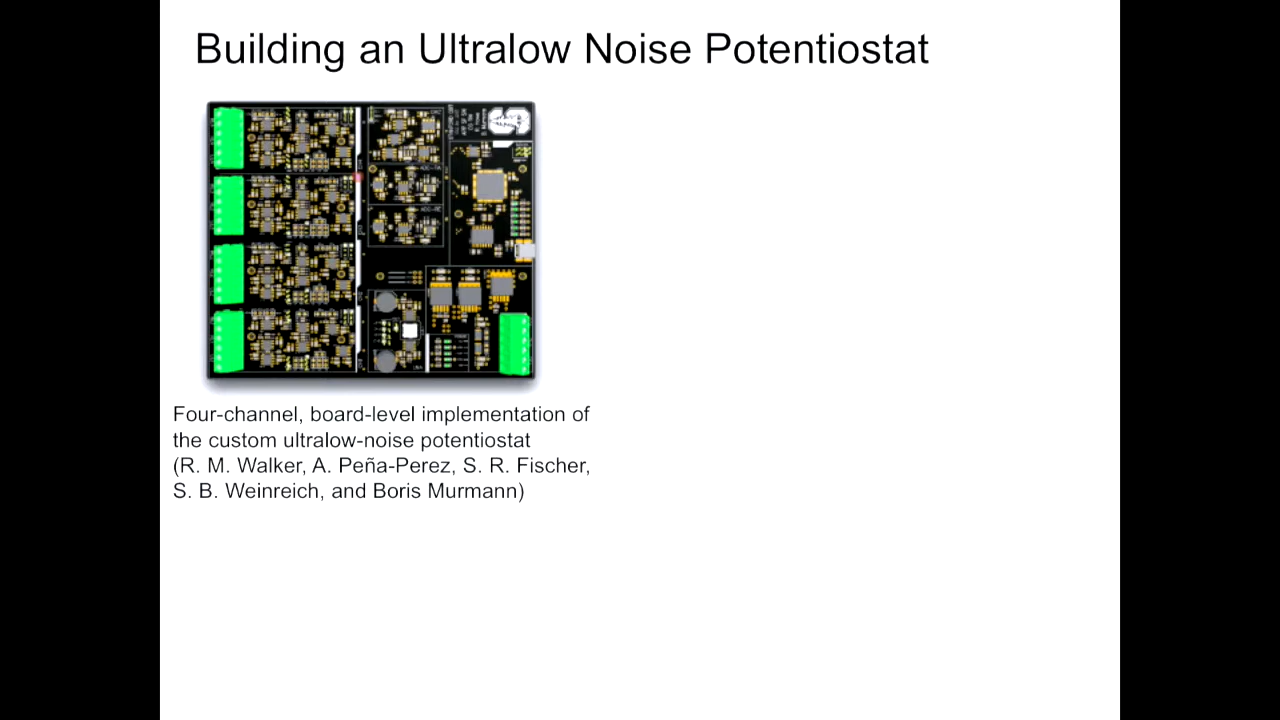 Building an Ultralow Noise Potentiostat
Four-channel, board-level implementation of
the custom ultralow-noise potentiostat
(R. M. Walker, A. Peña-Perez, S. R. Fischer,
S. B. Weinreich, and Boris Murmann)